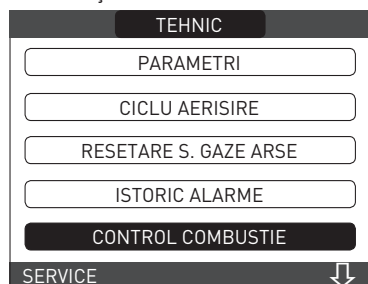 TEHNIC
PARAMETRI
CICLU AERISIRE
RESETARE S. GAZE ARSE
ISTORIC ALARME
CONTROL COMBUSTIE
SERVICE